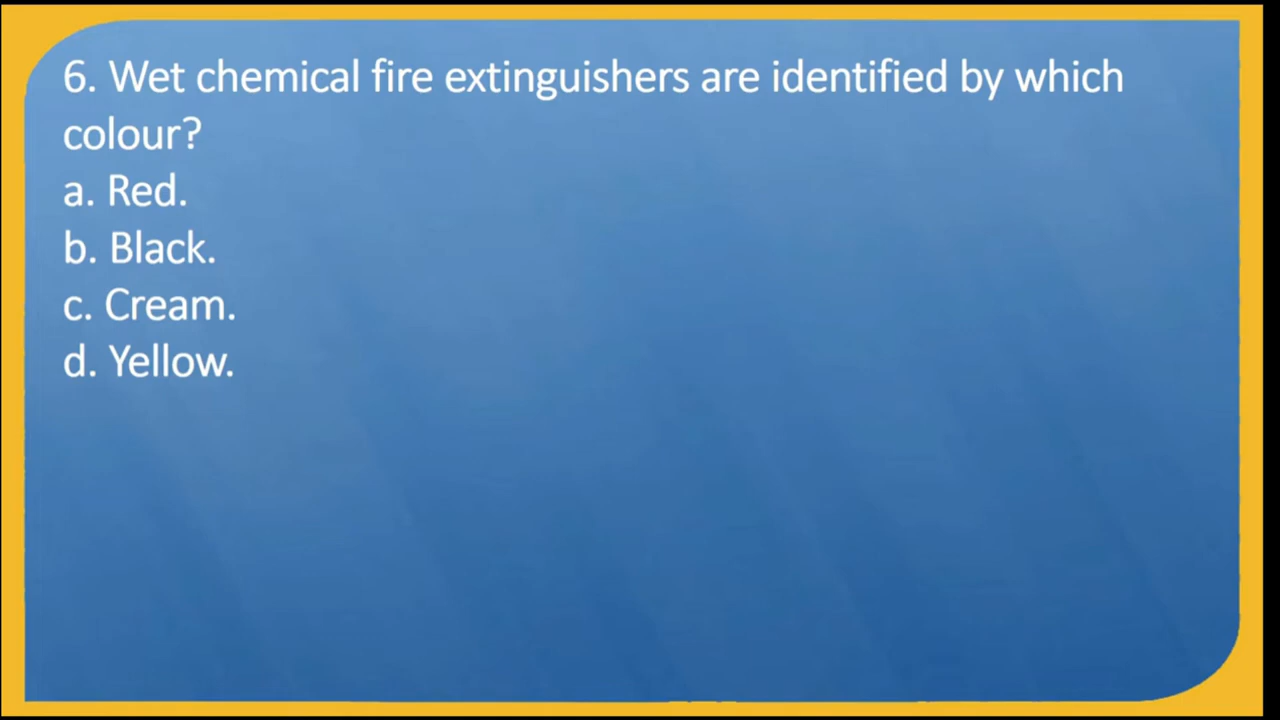 6. Wet chemical fire extinguishers are identified by which
colour?
a. Red.
b. Black.
c. Cream.
d. Yellow.